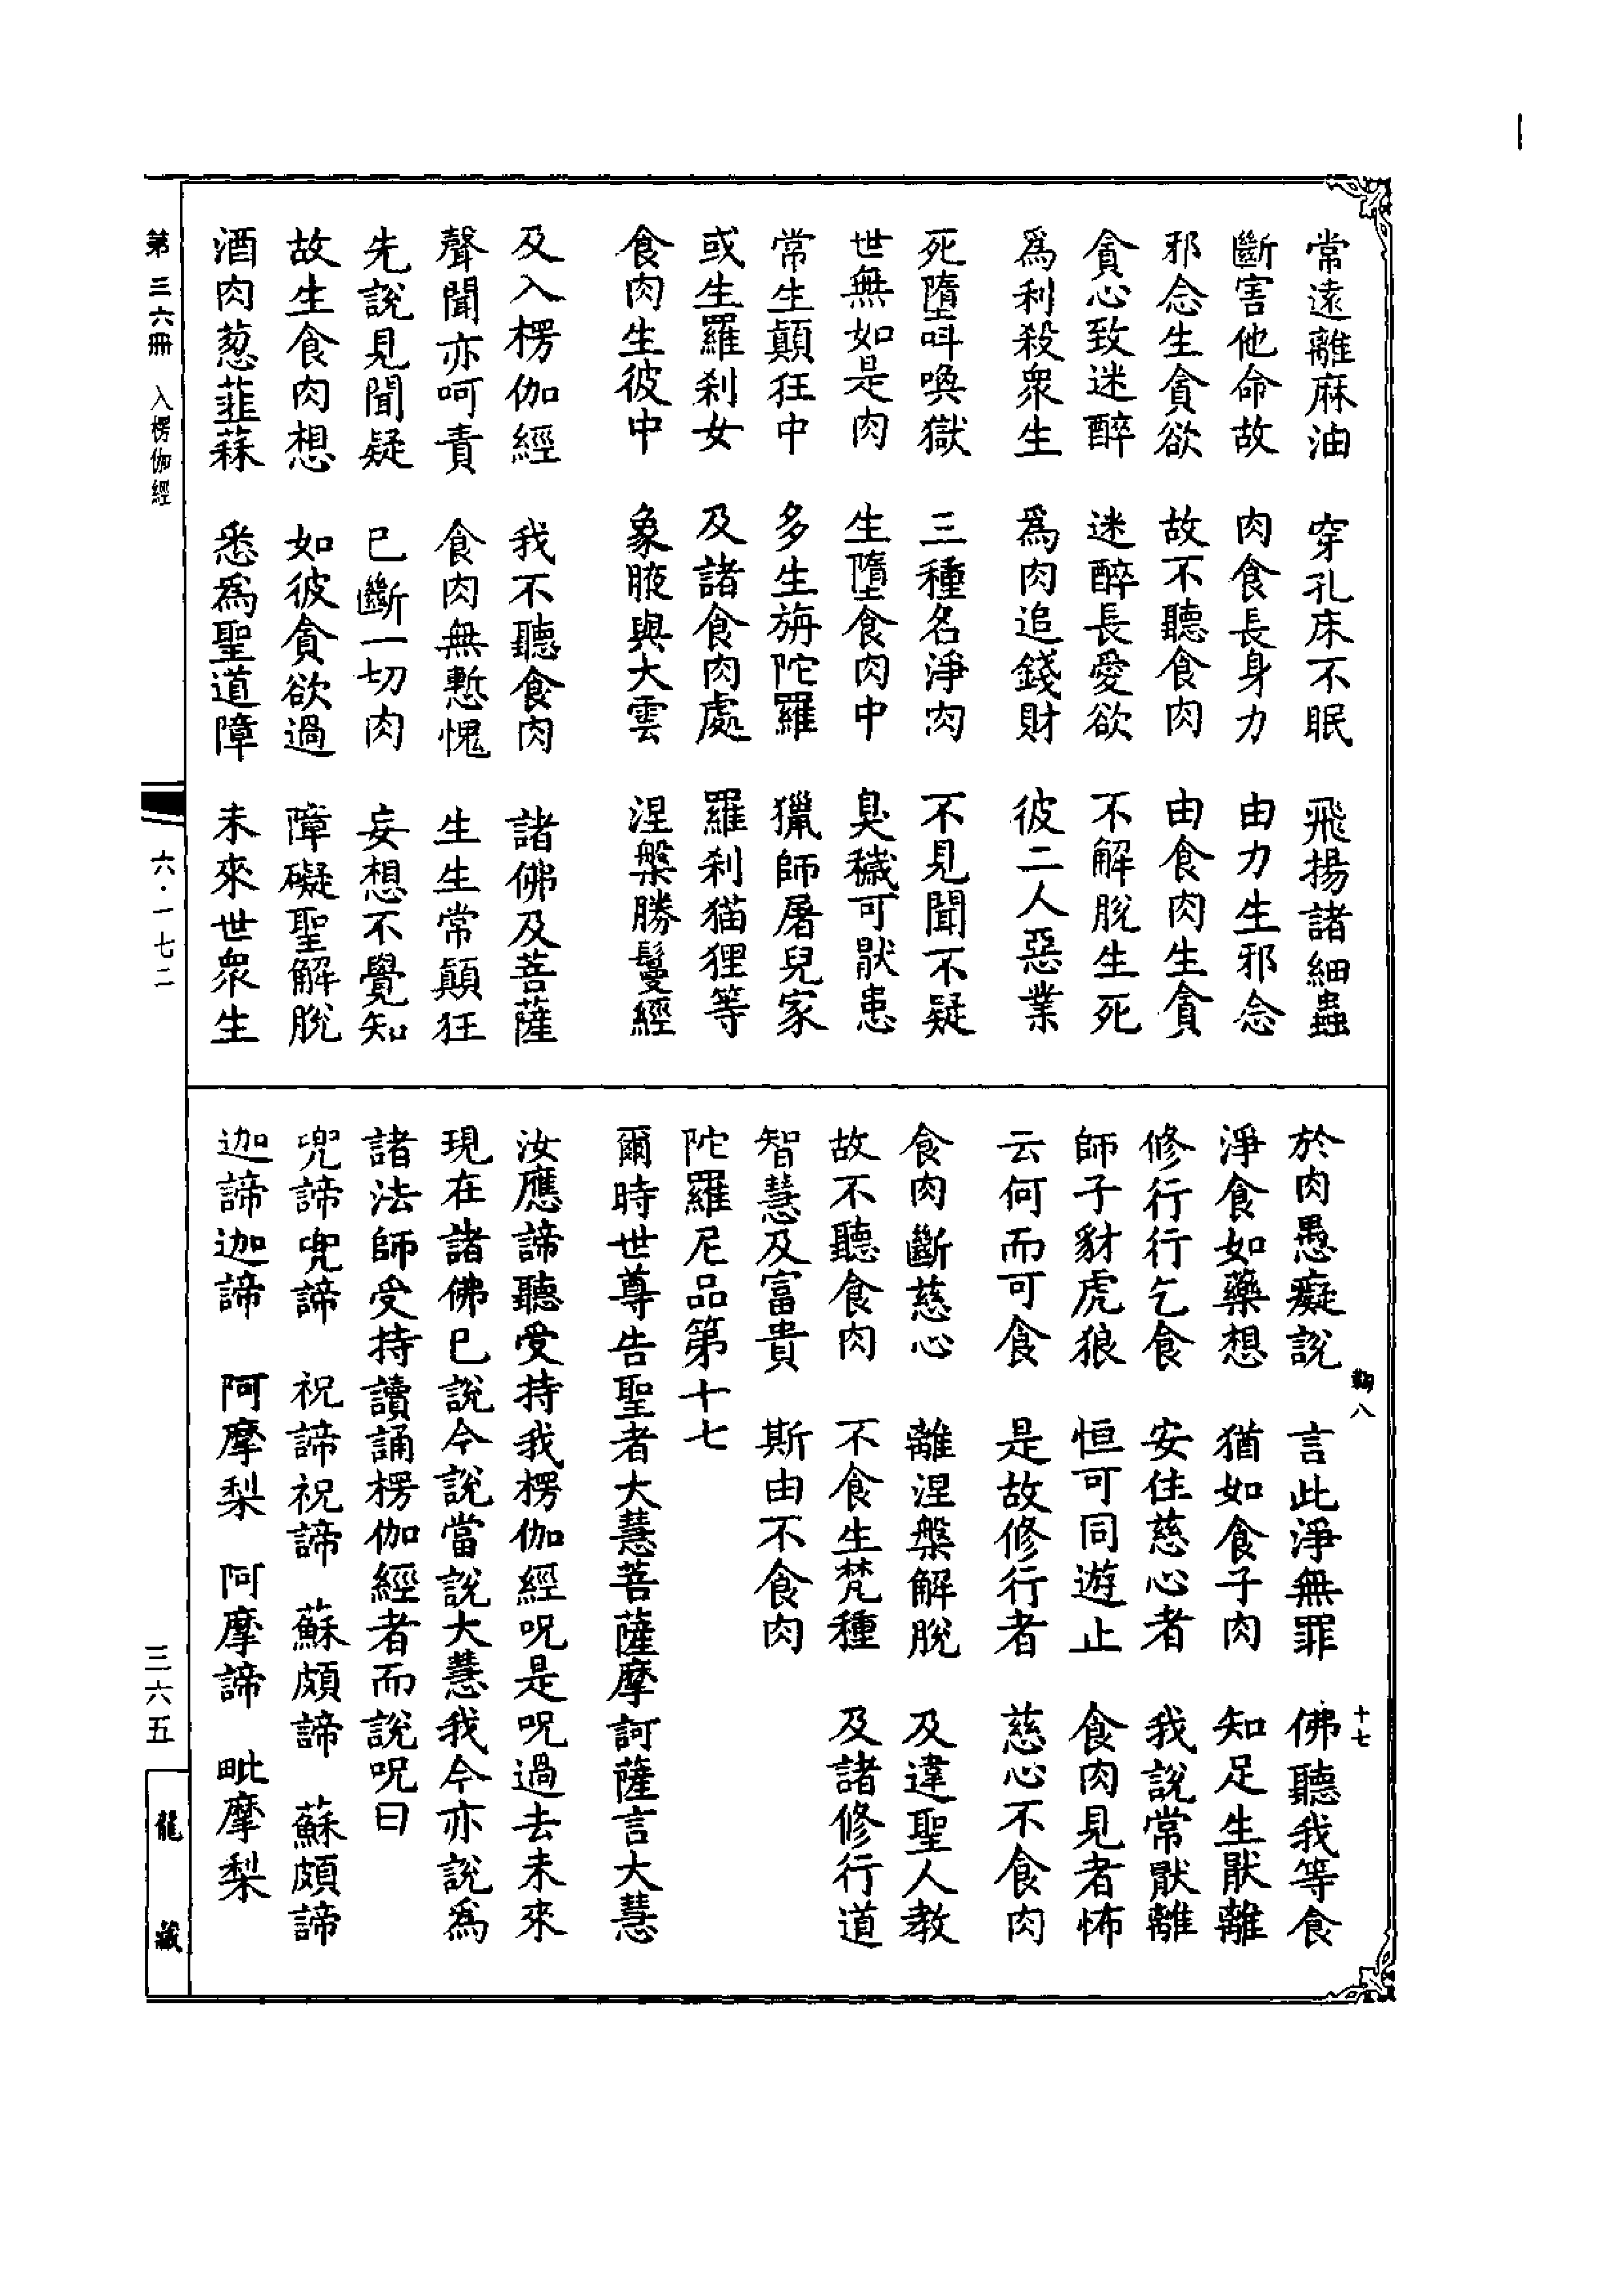 常遠離麻油　穿孔床不眠　飛揚諸細蟲
斷害他命故　肉食長身力　由力生邪念
邪念生貪欲　故不聽食肉　由食肉生貪
貪心致迷醉　迷醉長愛欲　不解脫生死
爲利殺衆生　爲肉追錢財　彼二人惡業
死墮呌喚獄　三種名淨肉　不見聞不疑
世無如是肉　生墮食肉中　臭穢可猒患
常生顚狂中　多生旃陀羅　獵師屠兒家
或生羅刹女　及諸食肉處　羅刹猫狸等
食肉生彼中　象腋與大雲　涅槃勝鬘經
及入楞伽經　我不聽食肉　諸佛及菩薩
聲聞亦呵責　食肉無慙愧　生生常顚狂
先說見聞疑　已斷一切肉　妄想不覺知
故生食肉想　如彼貪欲過　障礙聖解脫
酒肉葱韮蒜　悉爲聖道障　未來世衆生
於肉愚癡說　言此淨無罪　佛聽我等食
淨食如藥想　猶如食子肉　知足生猒離
修行行乞食　安住慈心者　我說常猒離
師子豺虎狼　恒可同遊止　食肉見者怖
云何而可食　是故修行者　慈心不食肉
食肉斷慈心　離涅槃解脫　及違聖人教
故不聽食肉　不食生梵種　及諸修行道
智慧及富貴　斯由不食肉
陀羅尼品第十七
爾時世尊告聖者大慧菩薩摩訶薩言大慧
汝應諦聽受持我楞伽經呪是呪過去未來
現在諸佛已說今說當說大慧我今亦說爲
諸法師受持讀誦楞伽經者而說呪曰
兜諦兜諦　祝諦祝諦　蘇頗諦　蘇頗諦
迦諦迦諦　阿摩梨　阿摩諦　毗摩梨
八
十七
第三六冊　入楞伽經
六·一七二
三六五
龍藏